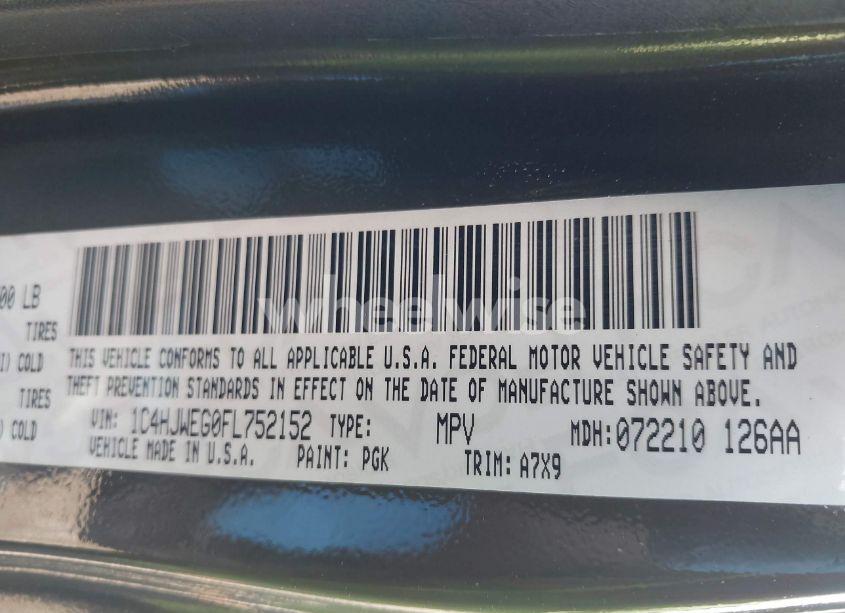 00 LB
TIRES
I) COLD
TIRES
) COLD
THIS VEHICLE CONFORMS TO ALL APPLICABLE U.S.A. FEDERAL MOTOR VEHICLE SAFETY AND
THEFT PREVENTION STANDARDS IN EFFECT ON THE DATE OF MANUFACTURE SHOWN ABOVE.
VIN: 1C4HJWEG0FL752152 TYPE: MPV MDH: 072210 126AA
VEHICLE MADE IN U.S.A. PAINT: PGK TRIM: A7X9
wheelwise